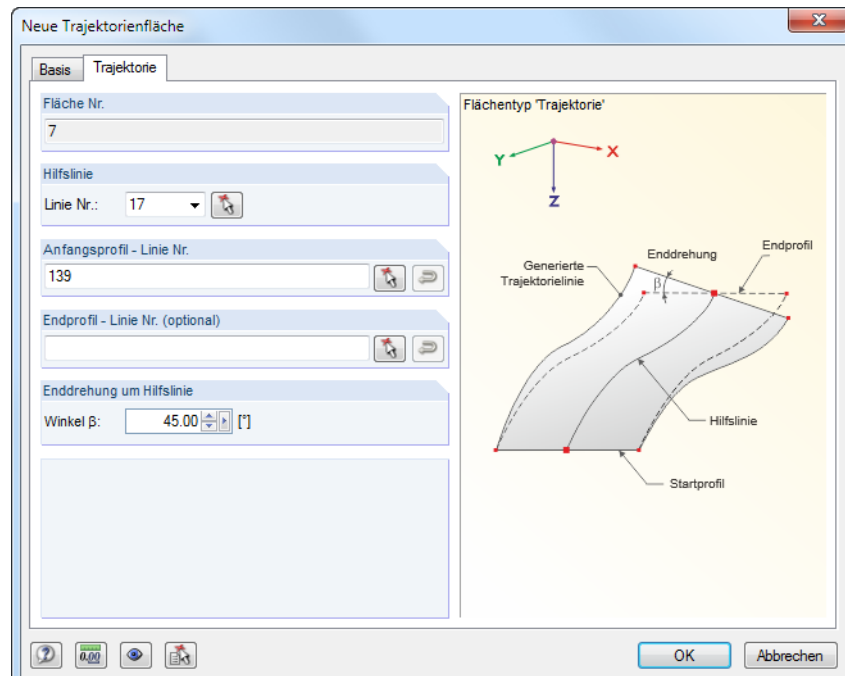 Neue Trajektorienfläche
Basis
Trajektorie
Fläche Nr.
7
Hilfslinie
Linie Nr.:
17
Anfangsprofil - Linie Nr.
139
Endprofil - Linie Nr. (optional)
Enddrehung um Hilfslinie
Winkel β:
45.00
[°]
Flächentyp 'Trajektorie'
Y
X
Z
Enddrehung
Endprofil
Generierte
Trajektorielinie
β
Hilfslinie
Startprofil
0.00
OK
Abbrechen